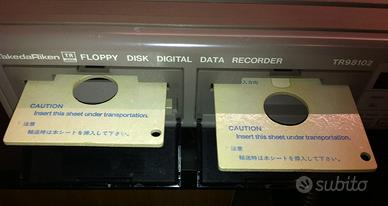 TakedaRiken TR FLOPPY DISK DIGITAL DATA RECORDER TR98102
CAUTION
Insert this sheet under transportation.
注意
輸送時は本シートを挿入して下さい。
CAUTION
Insert this sheet under transportation.
注意
輸送時は本シートを挿入して下さい。
subito